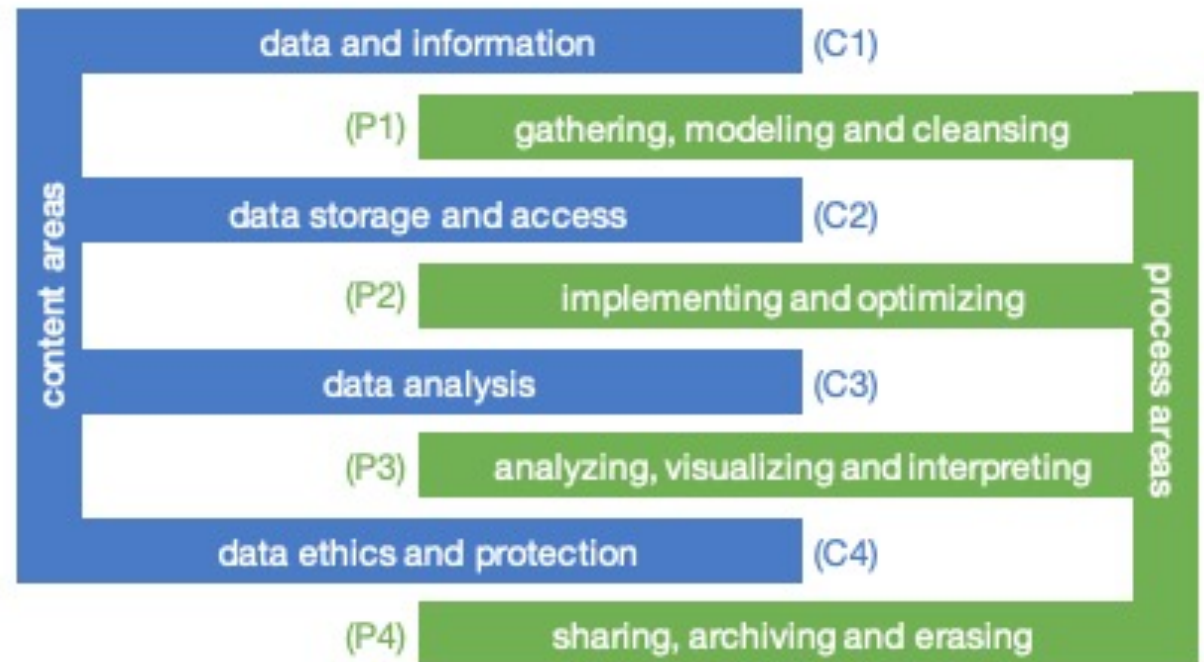 data and information (C1)
(P1) gathering, modeling and cleansing
data storage and access (C2)
(P2) implementing and optimizing
data analysis (C3)
(P3) analyzing, visualizing and interpreting
data ethics and protection (C4)
(P4) sharing, archiving and erasing
content areas
process areas